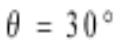 θ = 30°